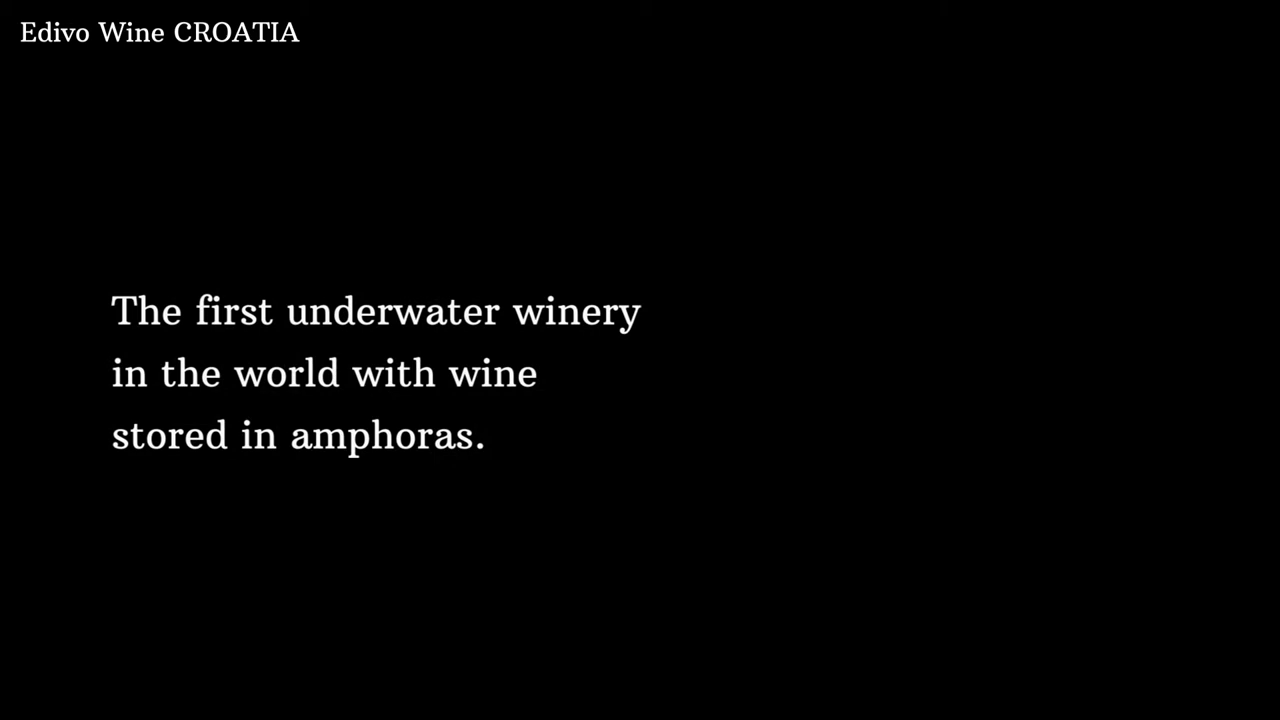 Edivo Wine CROATIA
The first underwater winery
in the world with wine
stored in amphoras.